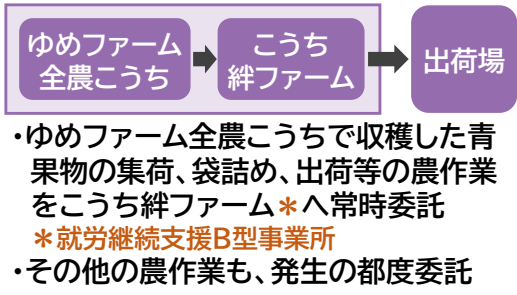 ゆめファーム
全農こうち
こうち
絆ファーム
出荷場
・ゆめファーム全農こうちで収穫した青
果物の集荷、袋詰め、出荷等の農作業
をこうち絆ファーム＊へ常時委託
＊就労継続支援B型事業所
・その他の農作業も、発生の都度委託